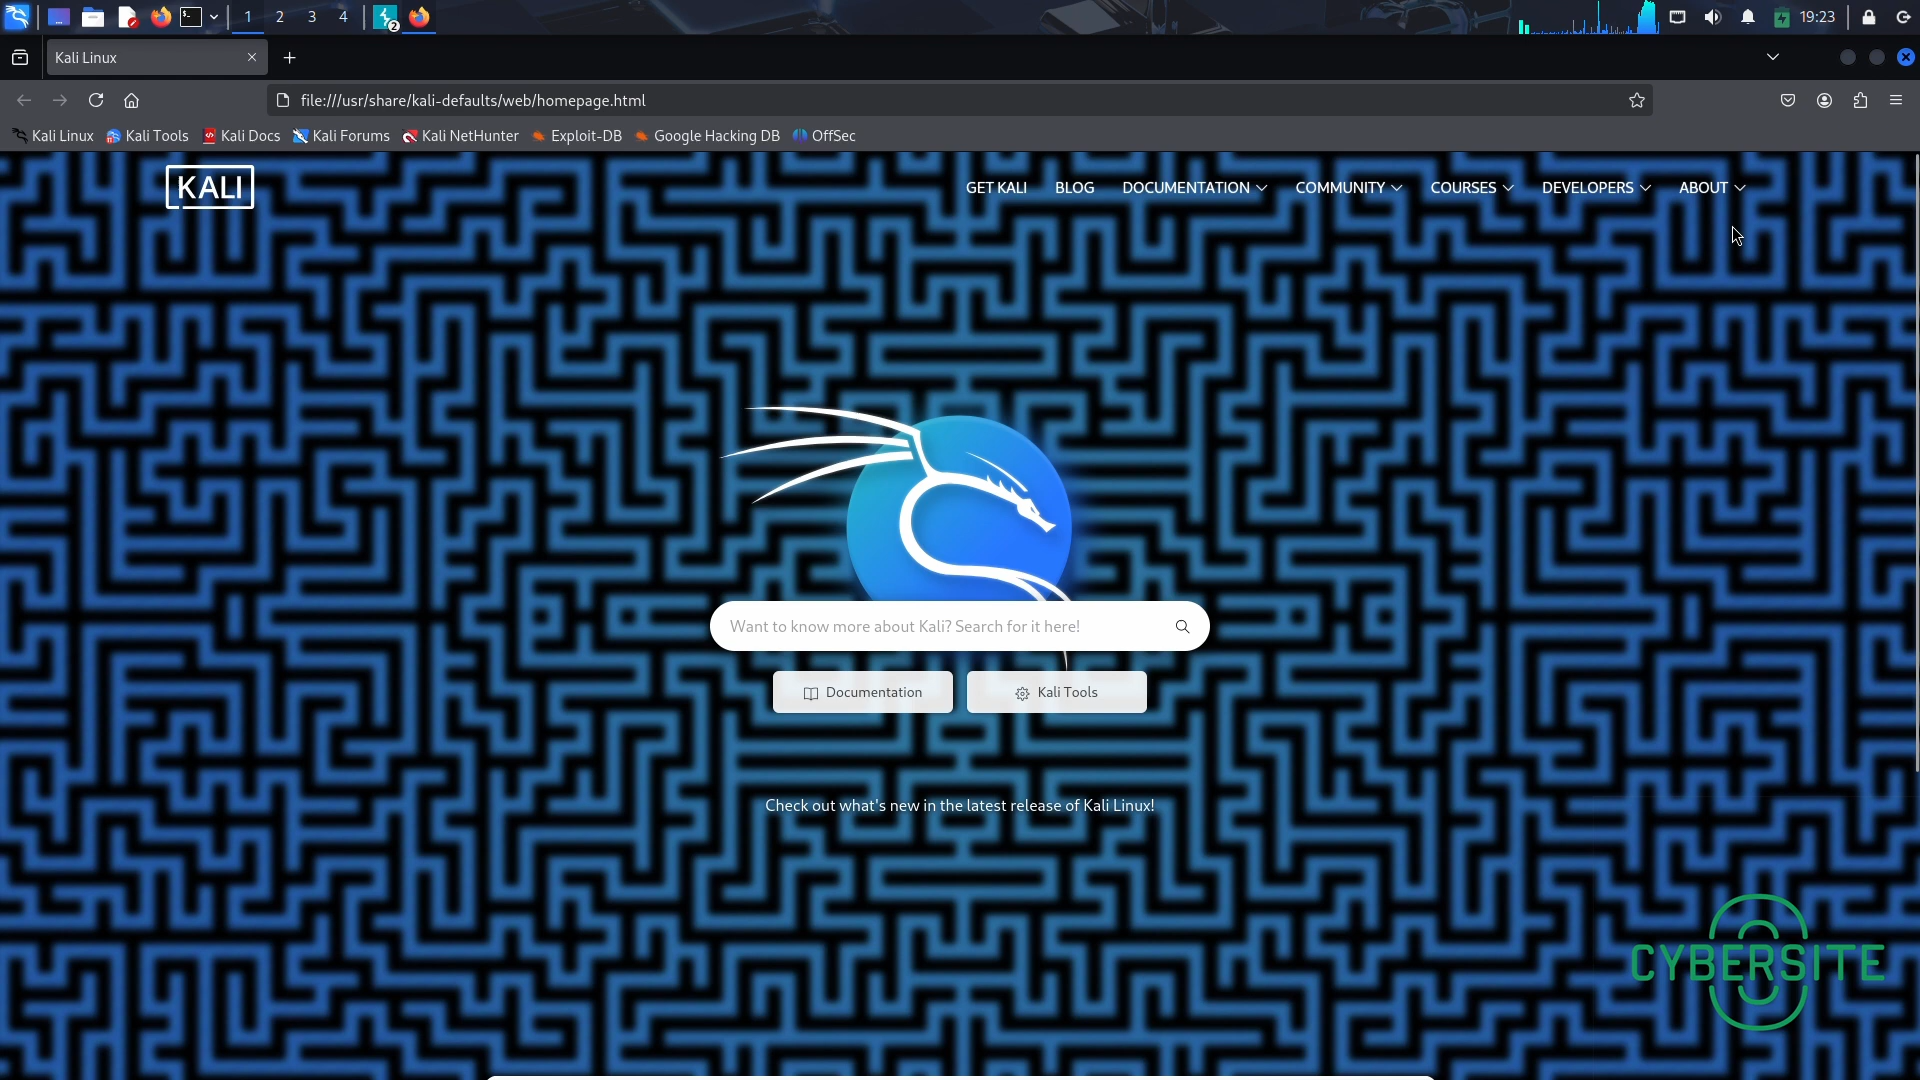 1 2 3 4 2 19:23
Kali Linux
file:///usr/share/kali-defaults/web/homepage.html
Kali Linux Kali Tools Kali Docs Kali Forums Kali NetHunter Exploit-DB Google Hacking DB OffSec
KALI GET KALI BLOG DOCUMENTATION COMMUNITY COURSES DEVELOPERS ABOUT
Want to know more about Kali? Search for it here!
Documentation Kali Tools
Check out what's new in the latest release of Kali Linux!
CYBERSITE